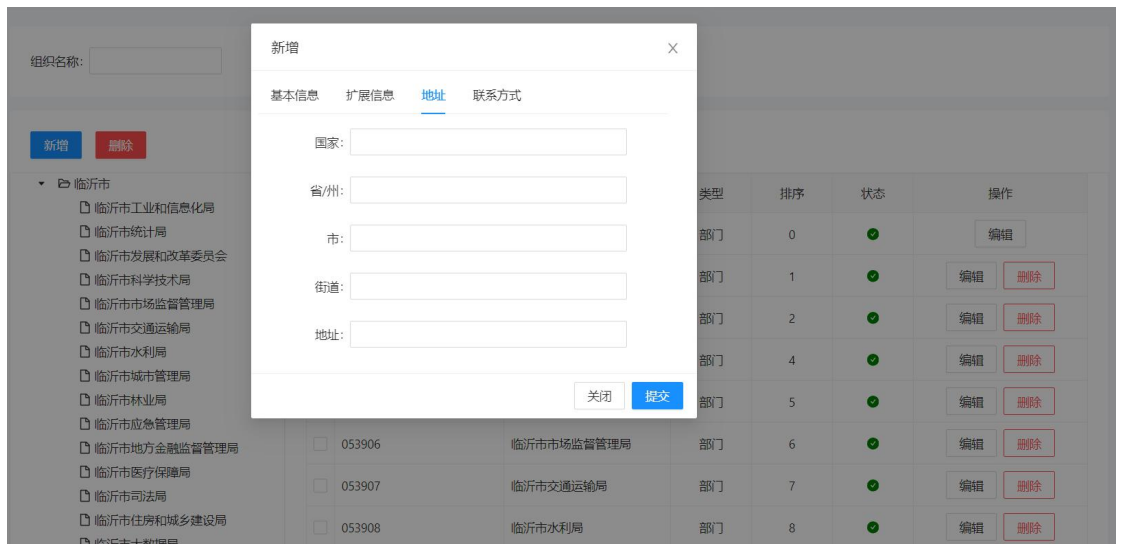 组织名称:
新增
基本信息 扩展信息 地址 联系方式
国家:
省/州:
市:
街道:
地址:
关闭 提交
新增 删除
临沂市
临沂市工业和信息化局
临沂市统计局
临沂市发展和改革委员会
临沂市科学技术局
临沂市市场监督管理局
临沂市交通运输局
临沂市水利局
临沂市城市管理局
临沂市林业局
临沂市应急管理局
临沂市地方金融监督管理局
临沂市医疗保障局
临沂市司法局
临沂市住房和城乡建设局
临沂市大数据局
类型 排序 状态 操作
部门 0 编辑
部门 1 编辑 删除
部门 2 编辑 删除
部门 4 编辑 删除
部门 5 编辑 删除
053906 临沂市市场监督管理局 部门 6 编辑 删除
053907 临沂市交通运输局 部门 7 编辑 删除
053908 临沂市水利局 部门 8 编辑 删除